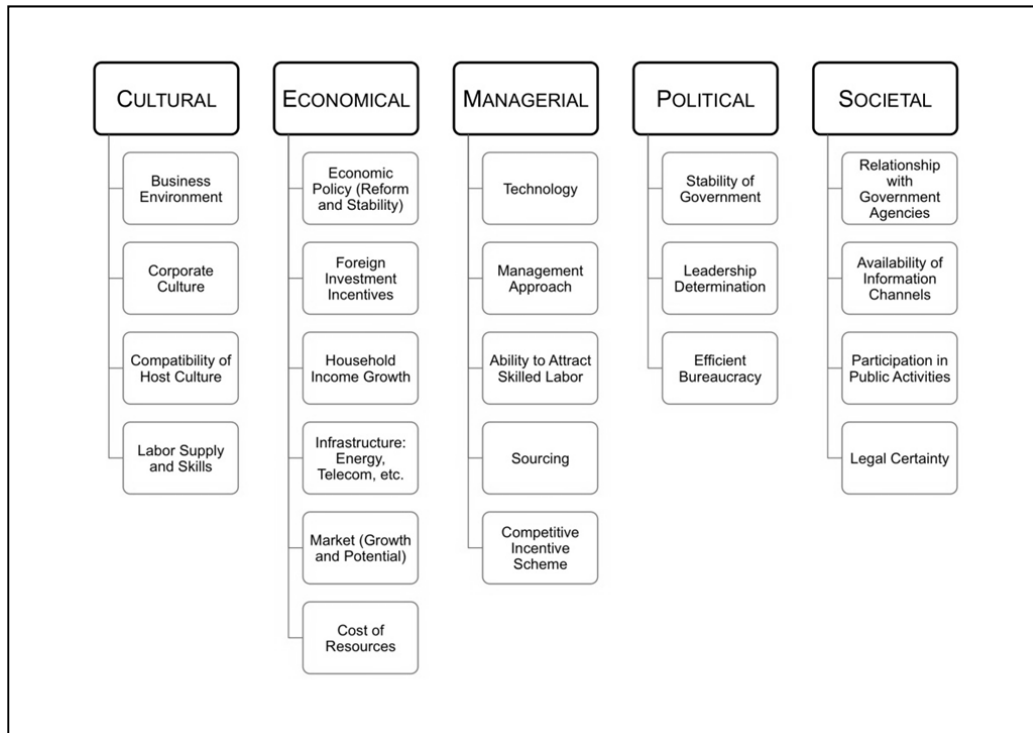 CULTURAL
Business
Environment
Corporate
Culture
Compatibility of
Host Culture
Labor Supply
and Skills
ECONOMICAL
Economic
Policy (Reform
and Stability)
Foreign
Investment
Incentives
Household
Income Growth
Infrastructure:
Energy,
Telecom, etc.
Market (Growth
and Potential)
Cost of
Resources
MANAGERIAL
Technology
Management
Approach
Ability to Attract
Skilled Labor
Sourcing
Competitive
Incentive
Scheme
POLITICAL
Stability of
Government
Leadership
Determination
Efficient
Bureaucracy
SOCIETAL
Relationship
with
Government
Agencies
Availability of
Information
Channels
Participation in
Public Activities
Legal Certainty